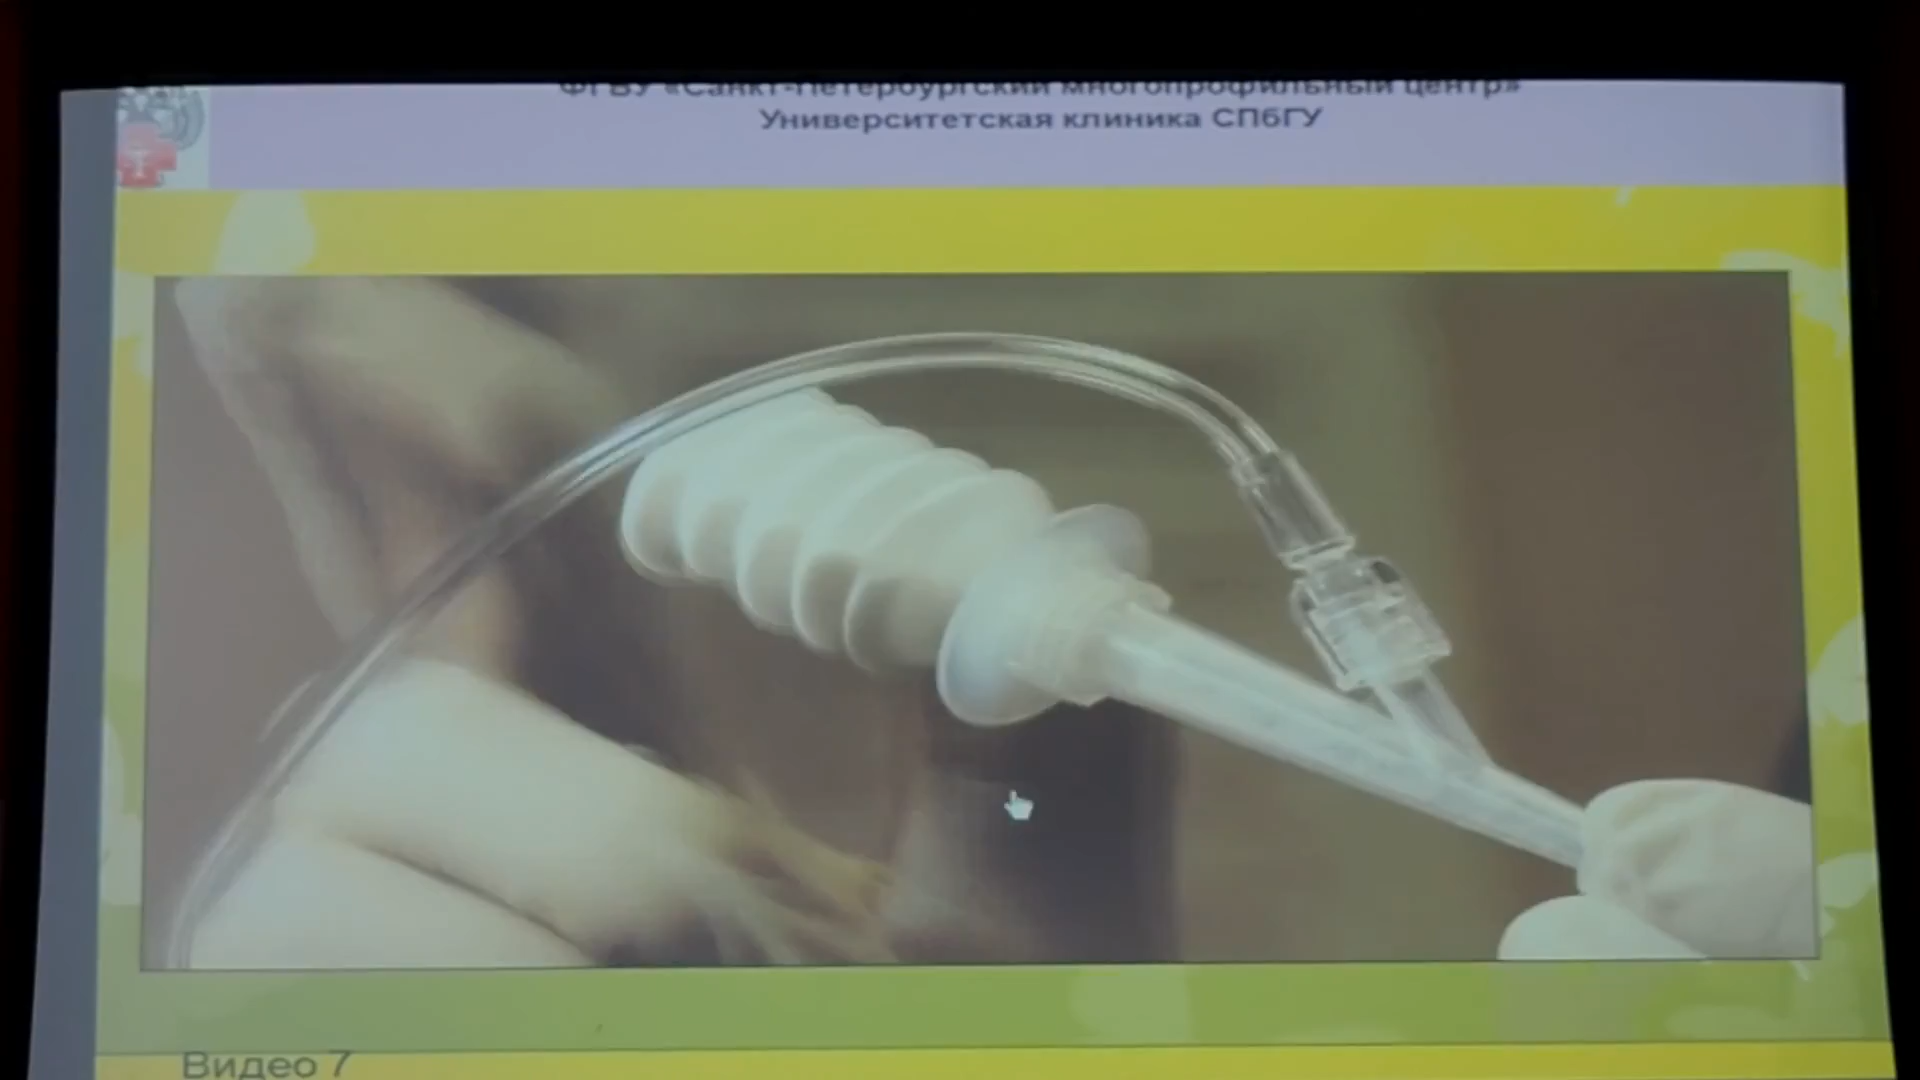 ФГБУ «Санкт-Петербургский многопрофильный центр»
Университетская клиника СПбГУ
Видео 7